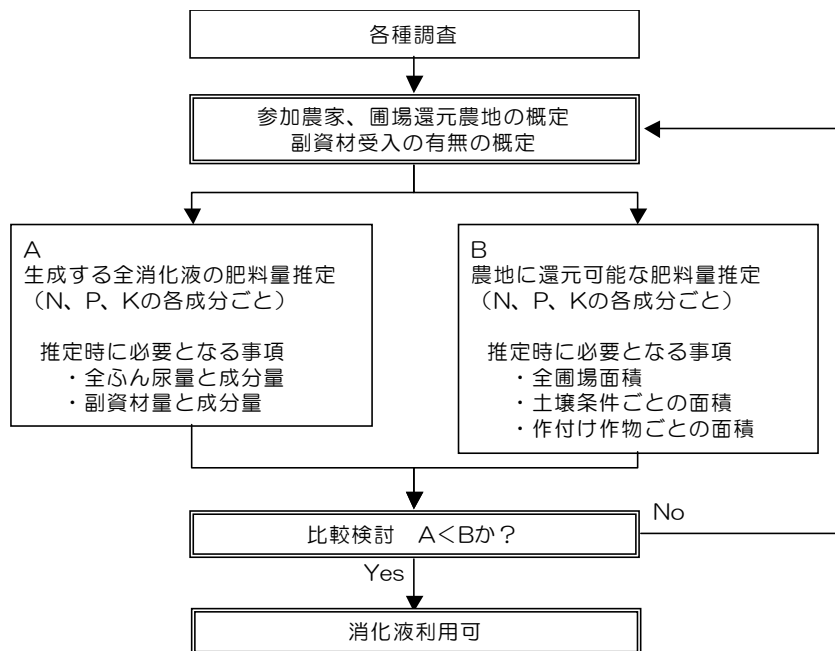 各種調査
参加農家、圃場還元農地の概定
副資材受入の有無の概定
A
生成する全消化液の肥料量推定
（N、P、Kの各成分ごと）
推定時に必要となる事項
・全ふん尿量と成分量
・副資材量と成分量
B
農地に還元可能な肥料量推定
（N、P、Kの各成分ごと）
推定時に必要となる事項
・全圃場面積
・土壌条件ごとの面積
・作付け作物ごとの面積
比較検討　A＜Bか？
No
Yes
消化液利用可